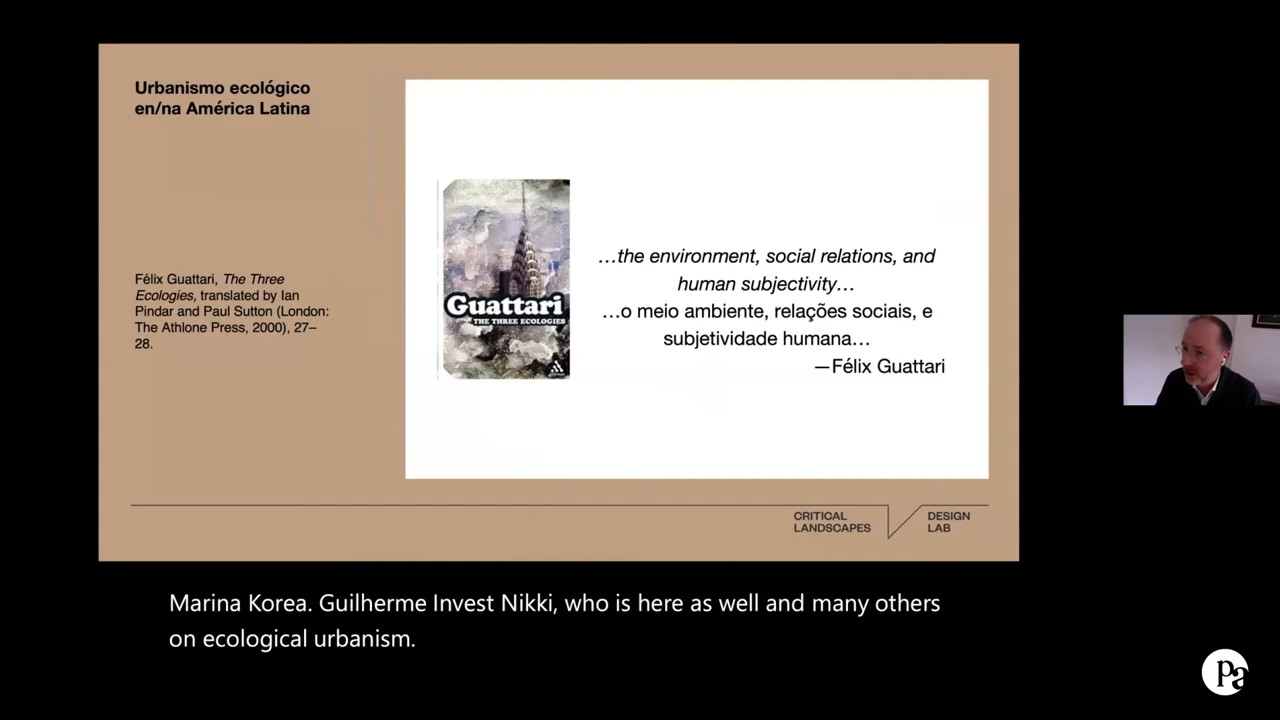 Urbanismo ecológico
en/na América Latina
Félix Guattari, The Three
Ecologies, translated by Ian
Pindar and Paul Sutton (London:
The Athlone Press, 2000), 27–
28.
Guattari
THE THREE ECOLOGIES
…the environment, social relations, and
human subjectivity…
…o meio ambiente, relações sociais, e
subjetividade humana…
—Félix Guattari
CRITICAL
LANDSCAPES
DESIGN
LAB
Marina Korea. Guilherme Invest Nikki, who is here as well and many others
on ecological urbanism.
pa